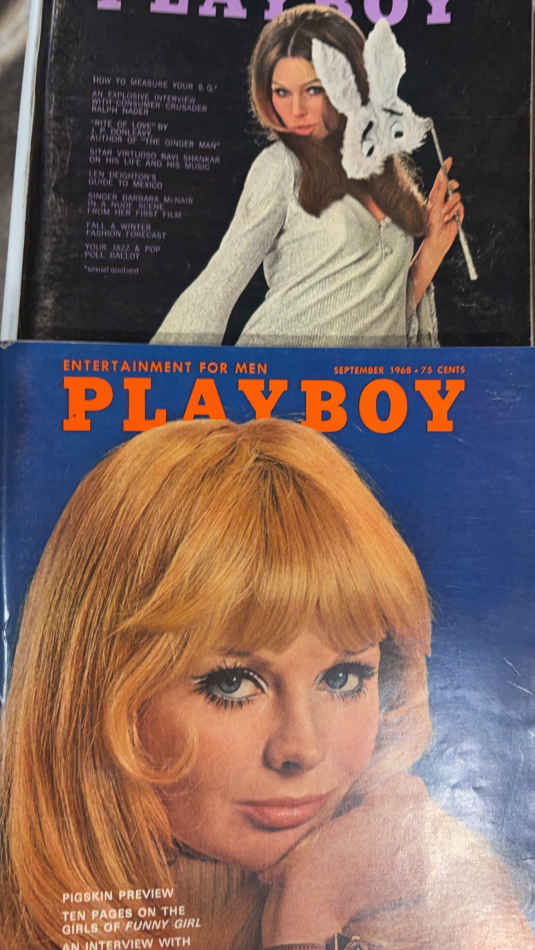 PLAYBOY
HOW TO MEASURE YOUR S.Q.*
AN EXPLOSIVE INTERVIEW
WITH CONSUMER CRUSADER
RALPH NADER
"RITE OF LOVE" BY
J. P. DONLEAVY,
AUTHOR OF "THE GINGER MAN"
SITAR VIRTUOSO RAVI SHANKAR
ON HIS LIFE AND HIS MUSIC
LEN DEIGHTON'S
GUIDE TO MEXICO
SINGER BARBARA McNAIR
IN A NUDE SCENE
FROM HER FIRST FILM
FALL & WINTER
FASHION FORECAST
YOUR JAZZ & POP
POLL BALLOT
*sexual quotient
ENTERTAINMENT FOR MEN
SEPTEMBER 1968 • 75 CENTS
PLAYBOY
PIGSKIN PREVIEW
TEN PAGES ON THE
GIRLS OF FUNNY GIRL
AN INTERVIEW WITH